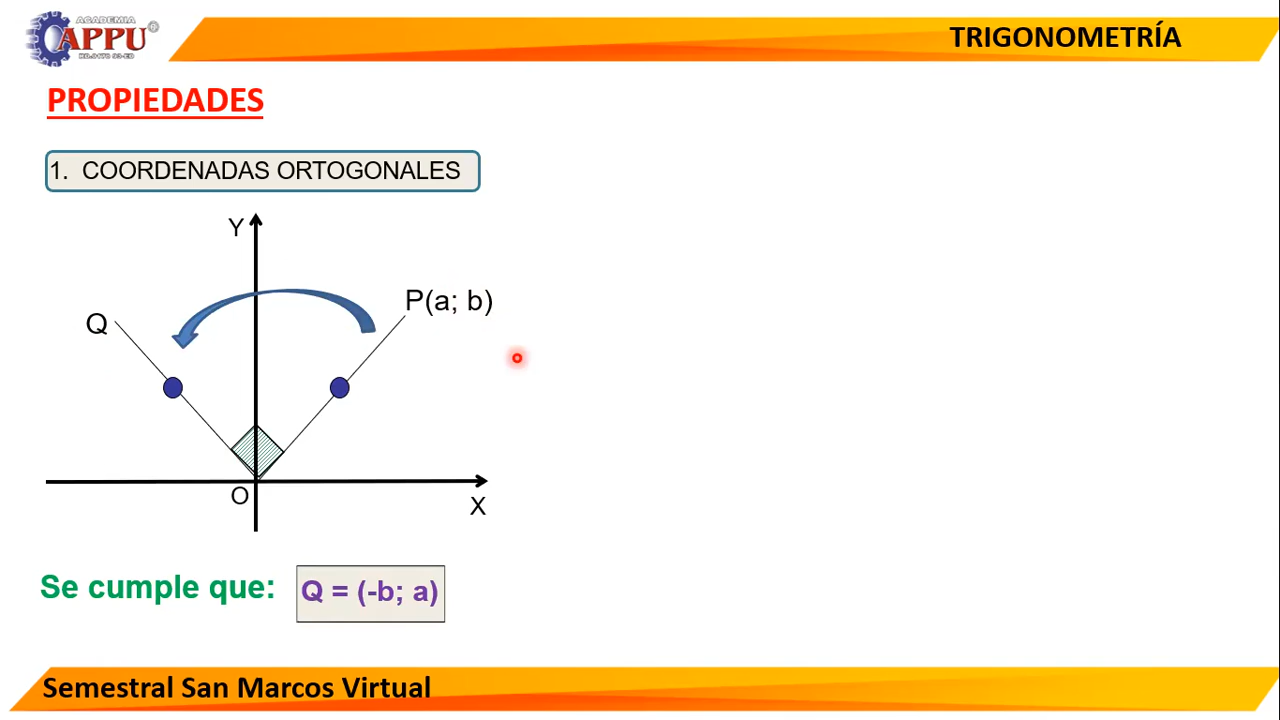 ACADEMIA
APPU®
TRIGONOMETRÍA
PROPIEDADES
1. COORDENADAS ORTOGONALES
Y
P(a; b)
Q
O
X
Se cumple que: Q = (-b; a)
Semestral San Marcos Virtual